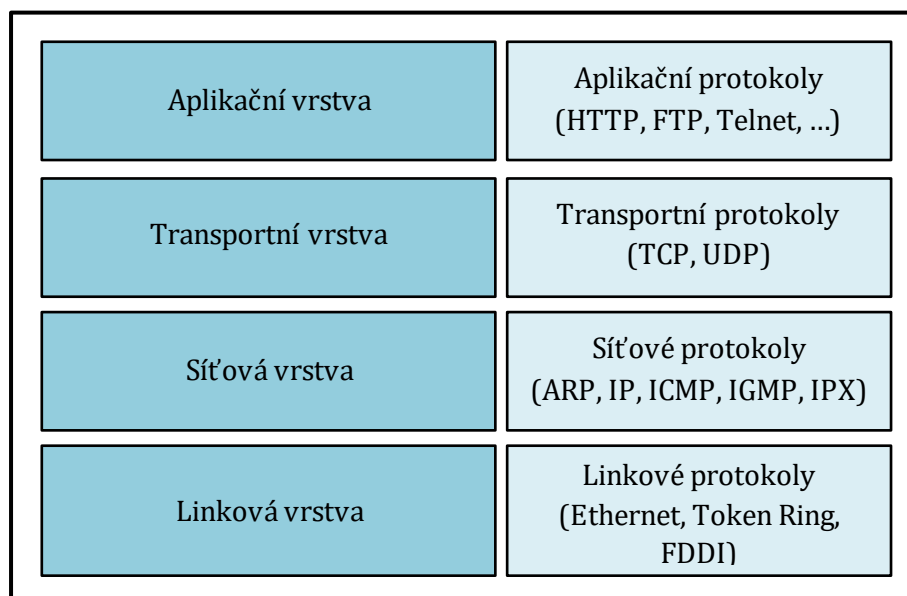 Aplikační vrstva
Aplikační protokoly
(HTTP, FTP, Telnet, …)
Transportní vrstva
Transportní protokoly
(TCP, UDP)
Síťová vrstva
Síťové protokoly
(ARP, IP, ICMP, IGMP, IPX)
Linková vrstva
Linkové protokoly
(Ethernet, Token Ring,
FDDI)